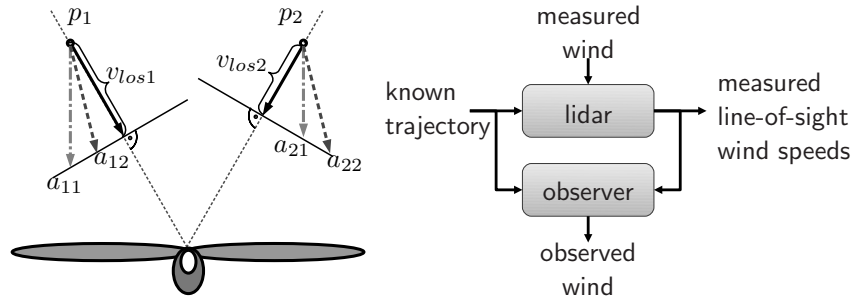 p1
p2
vlos1
vlos2
a11
a12
a21
a22
measured
wind
known
trajectory
lidar
measured
line-of-sight
wind speeds
observer
observed
wind